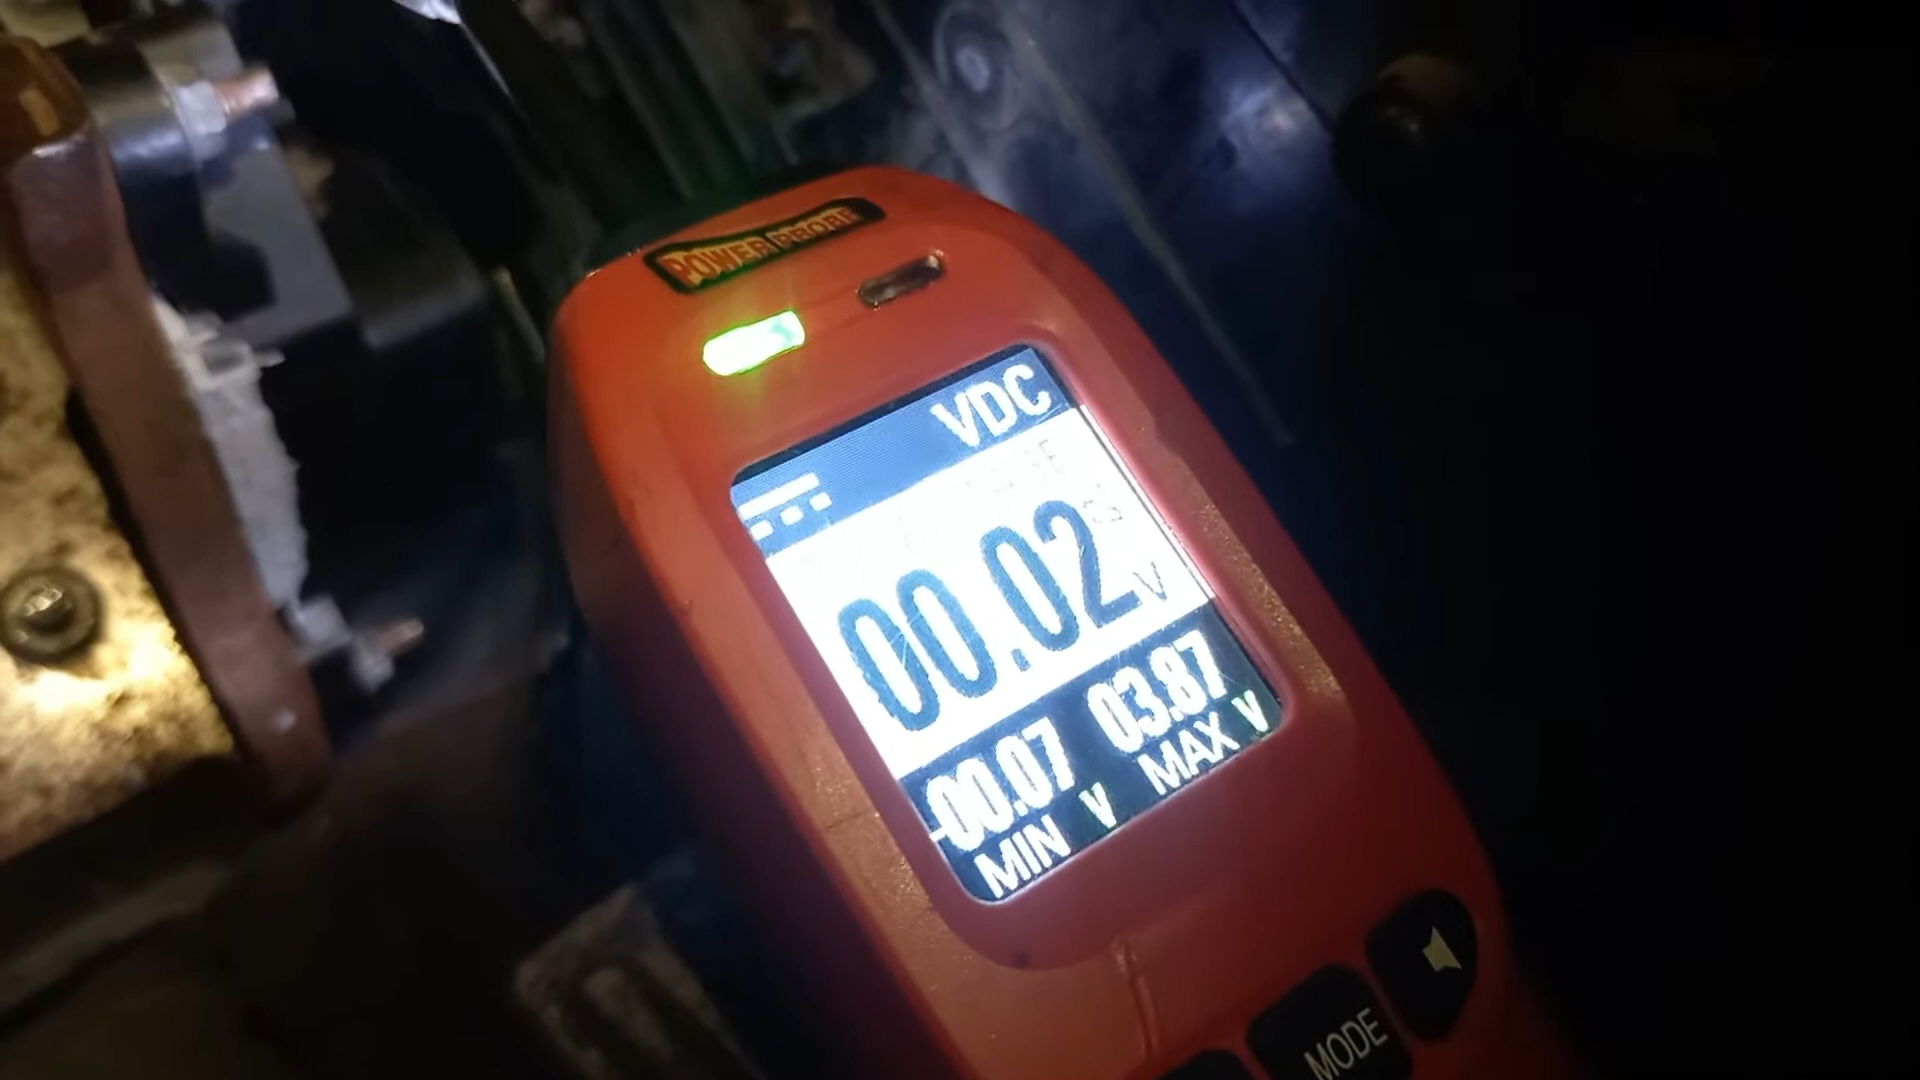 POWER PROBE
VDC
00.02 V
-00.07 03.87
MIN V MAX V
MODE